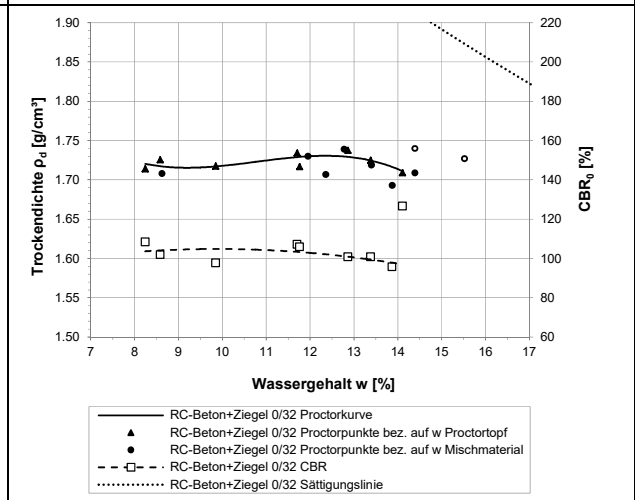 1.90
1.85
1.80
1.75
1.70
1.65
1.60
1.55
1.50
Trockendichte ρd [g/cm³]
220
200
180
160
140
120
100
80
60
CBR0 [%]
7 8 9 10 11 12 13 14 15 16 17
Wassergehalt w [%]
RC-Beton+Ziegel 0/32 Proctorkurve
RC-Beton+Ziegel 0/32 Proctorpunkte bez. auf w Proctortopf
RC-Beton+Ziegel 0/32 Proctorpunkte bez. auf w Mischmaterial
RC-Beton+Ziegel 0/32 CBR
RC-Beton+Ziegel 0/32 Sättigungslinie